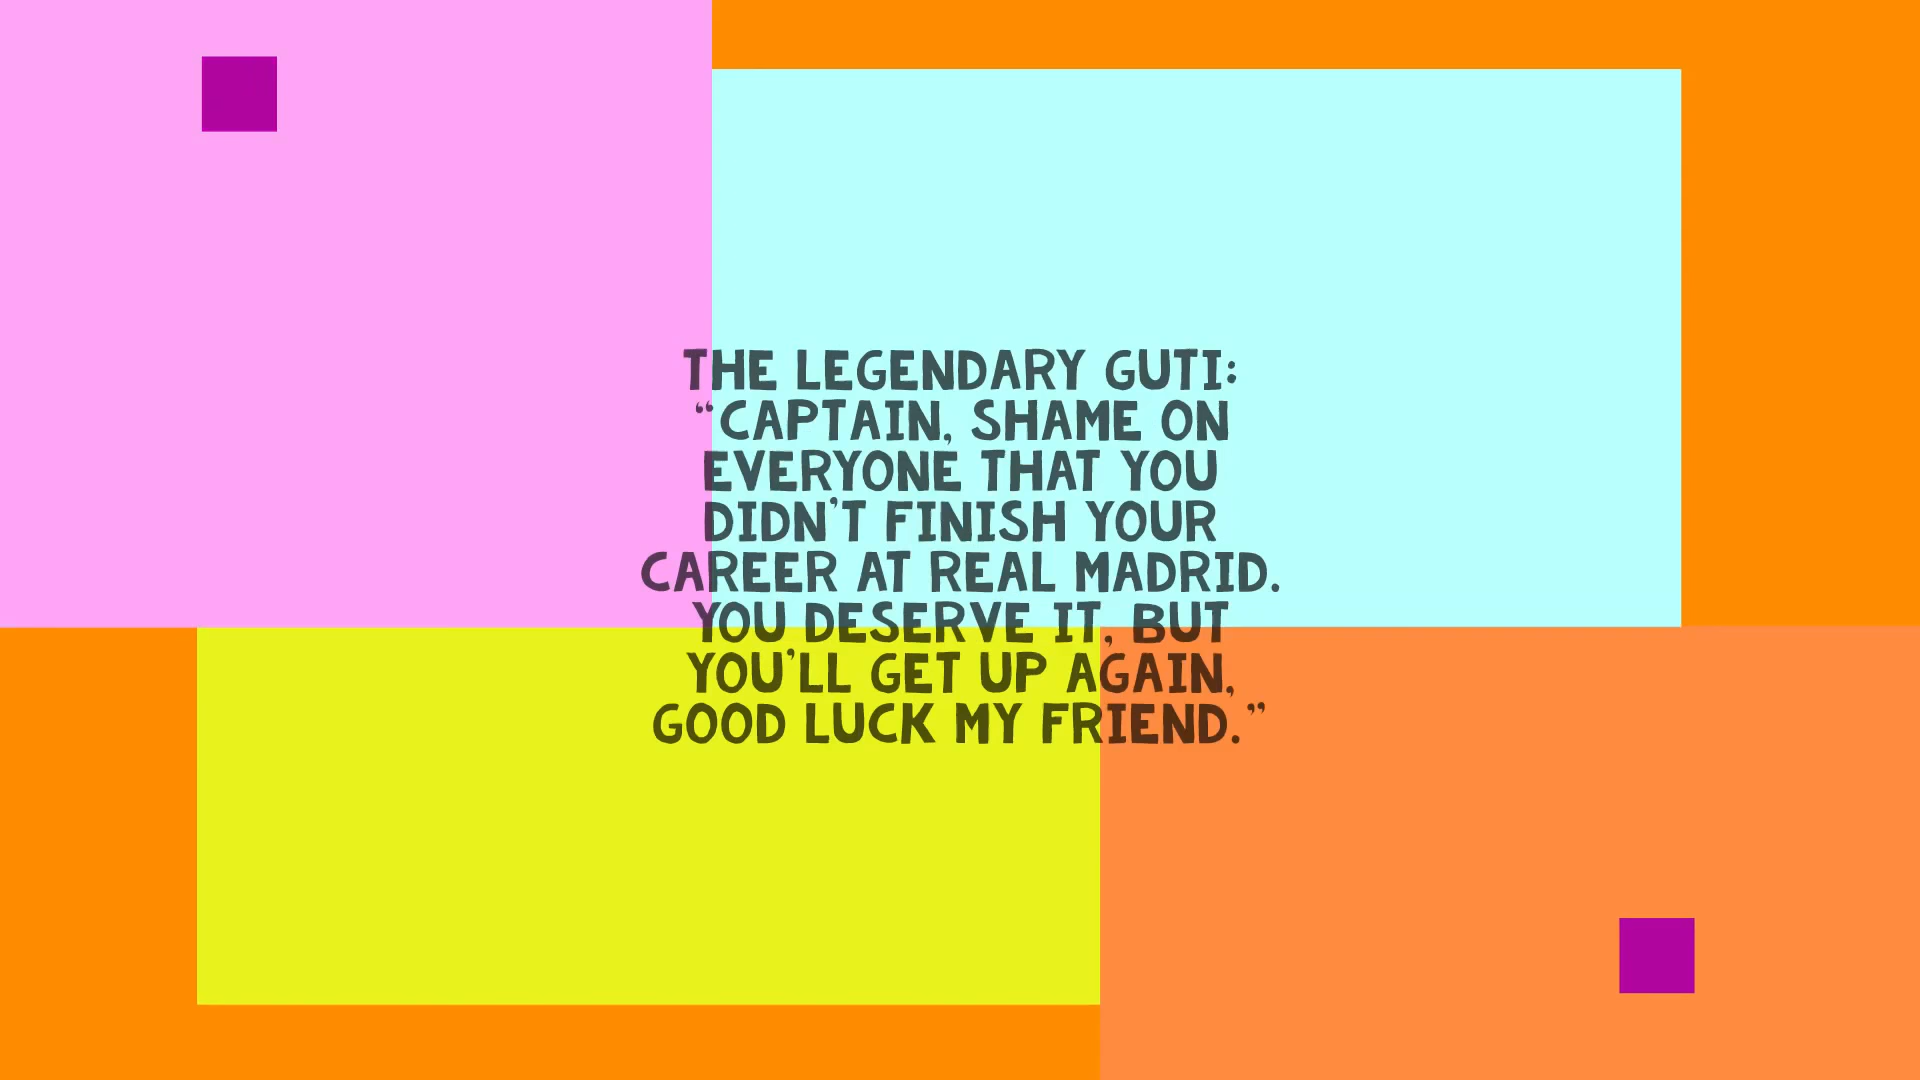 THE LEGENDARY GUTI:
“CAPTAIN, SHAME ON
EVERYONE THAT YOU
DIDN’T FINISH YOUR
CAREER AT REAL MADRID.
YOU DESERVE IT, BUT
YOU’LL GET UP AGAIN,
GOOD LUCK MY FRIEND.”